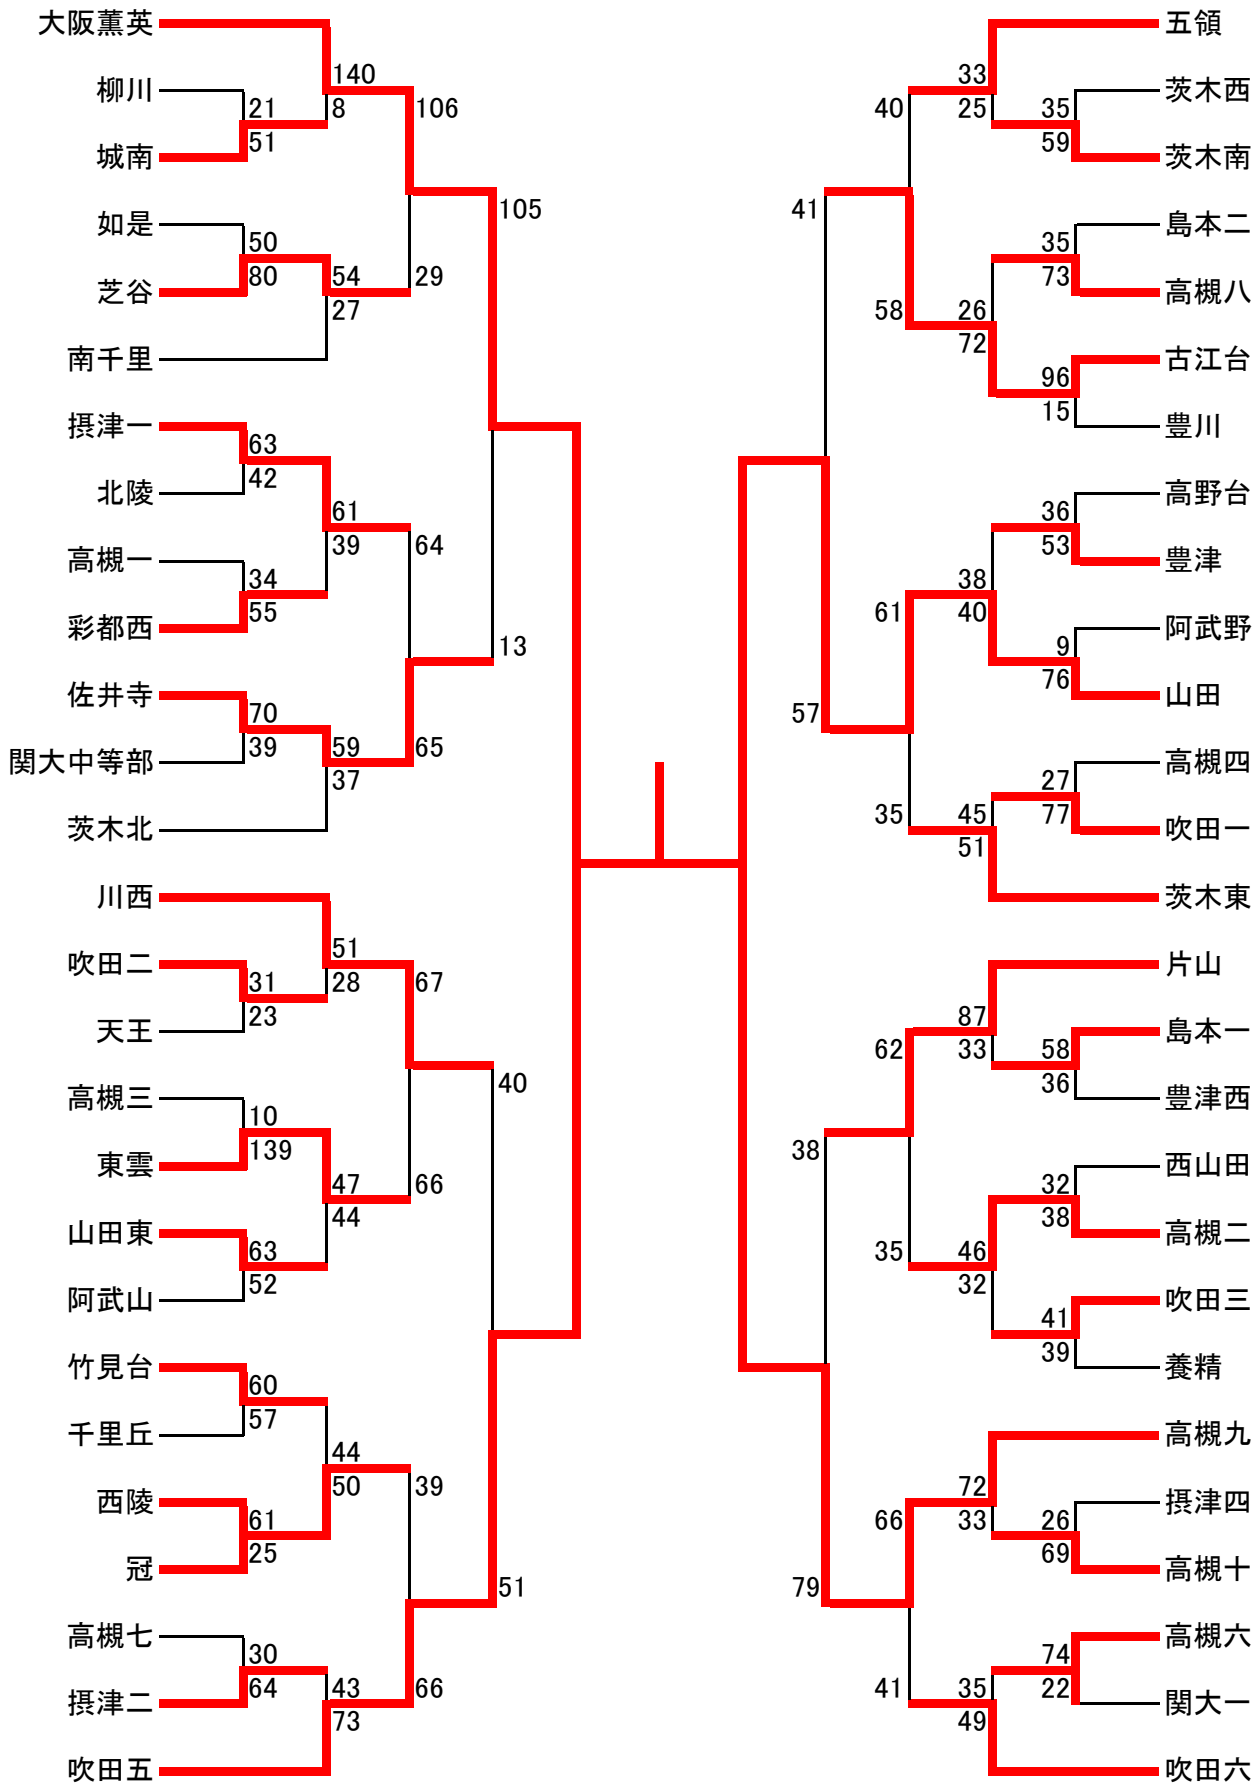 大阪薫英
柳川
城南
如是
芝谷
南千里
摂津一
北陵
高槻一
彩都西
佐井寺
関大中等部
茨木北
川西
吹田二
天王
高槻三
東雲
山田東
阿武山
竹見台
千里丘
西陵
冠
高槻七
摂津二
吹田五
21
51
50
80
63
42
34
55
70
39
31
23
10
139
63
52
60
57
61
25
30
64
140
8
54
27
61
39
59
37
51
28
47
44
44
50
43
73
106
29
64
65
67
66
39
66
105
13
40
51
41
57
38
79
40
58
61
35
62
35
66
41
33
25
26
72
38
40
45
51
87
33
46
32
72
33
35
49
35
59
35
73
96
15
36
53
9
76
27
77
58
36
32
38
41
39
26
69
74
22
五領
茨木西
茨木南
島本二
高槻八
古江台
豊川
高野台
豊津
阿武野
山田
高槻四
吹田一
茨木東
片山
島本一
豊津西
西山田
高槻二
吹田三
養精
高槻九
摂津四
高槻十
高槻六
関大一
吹田六